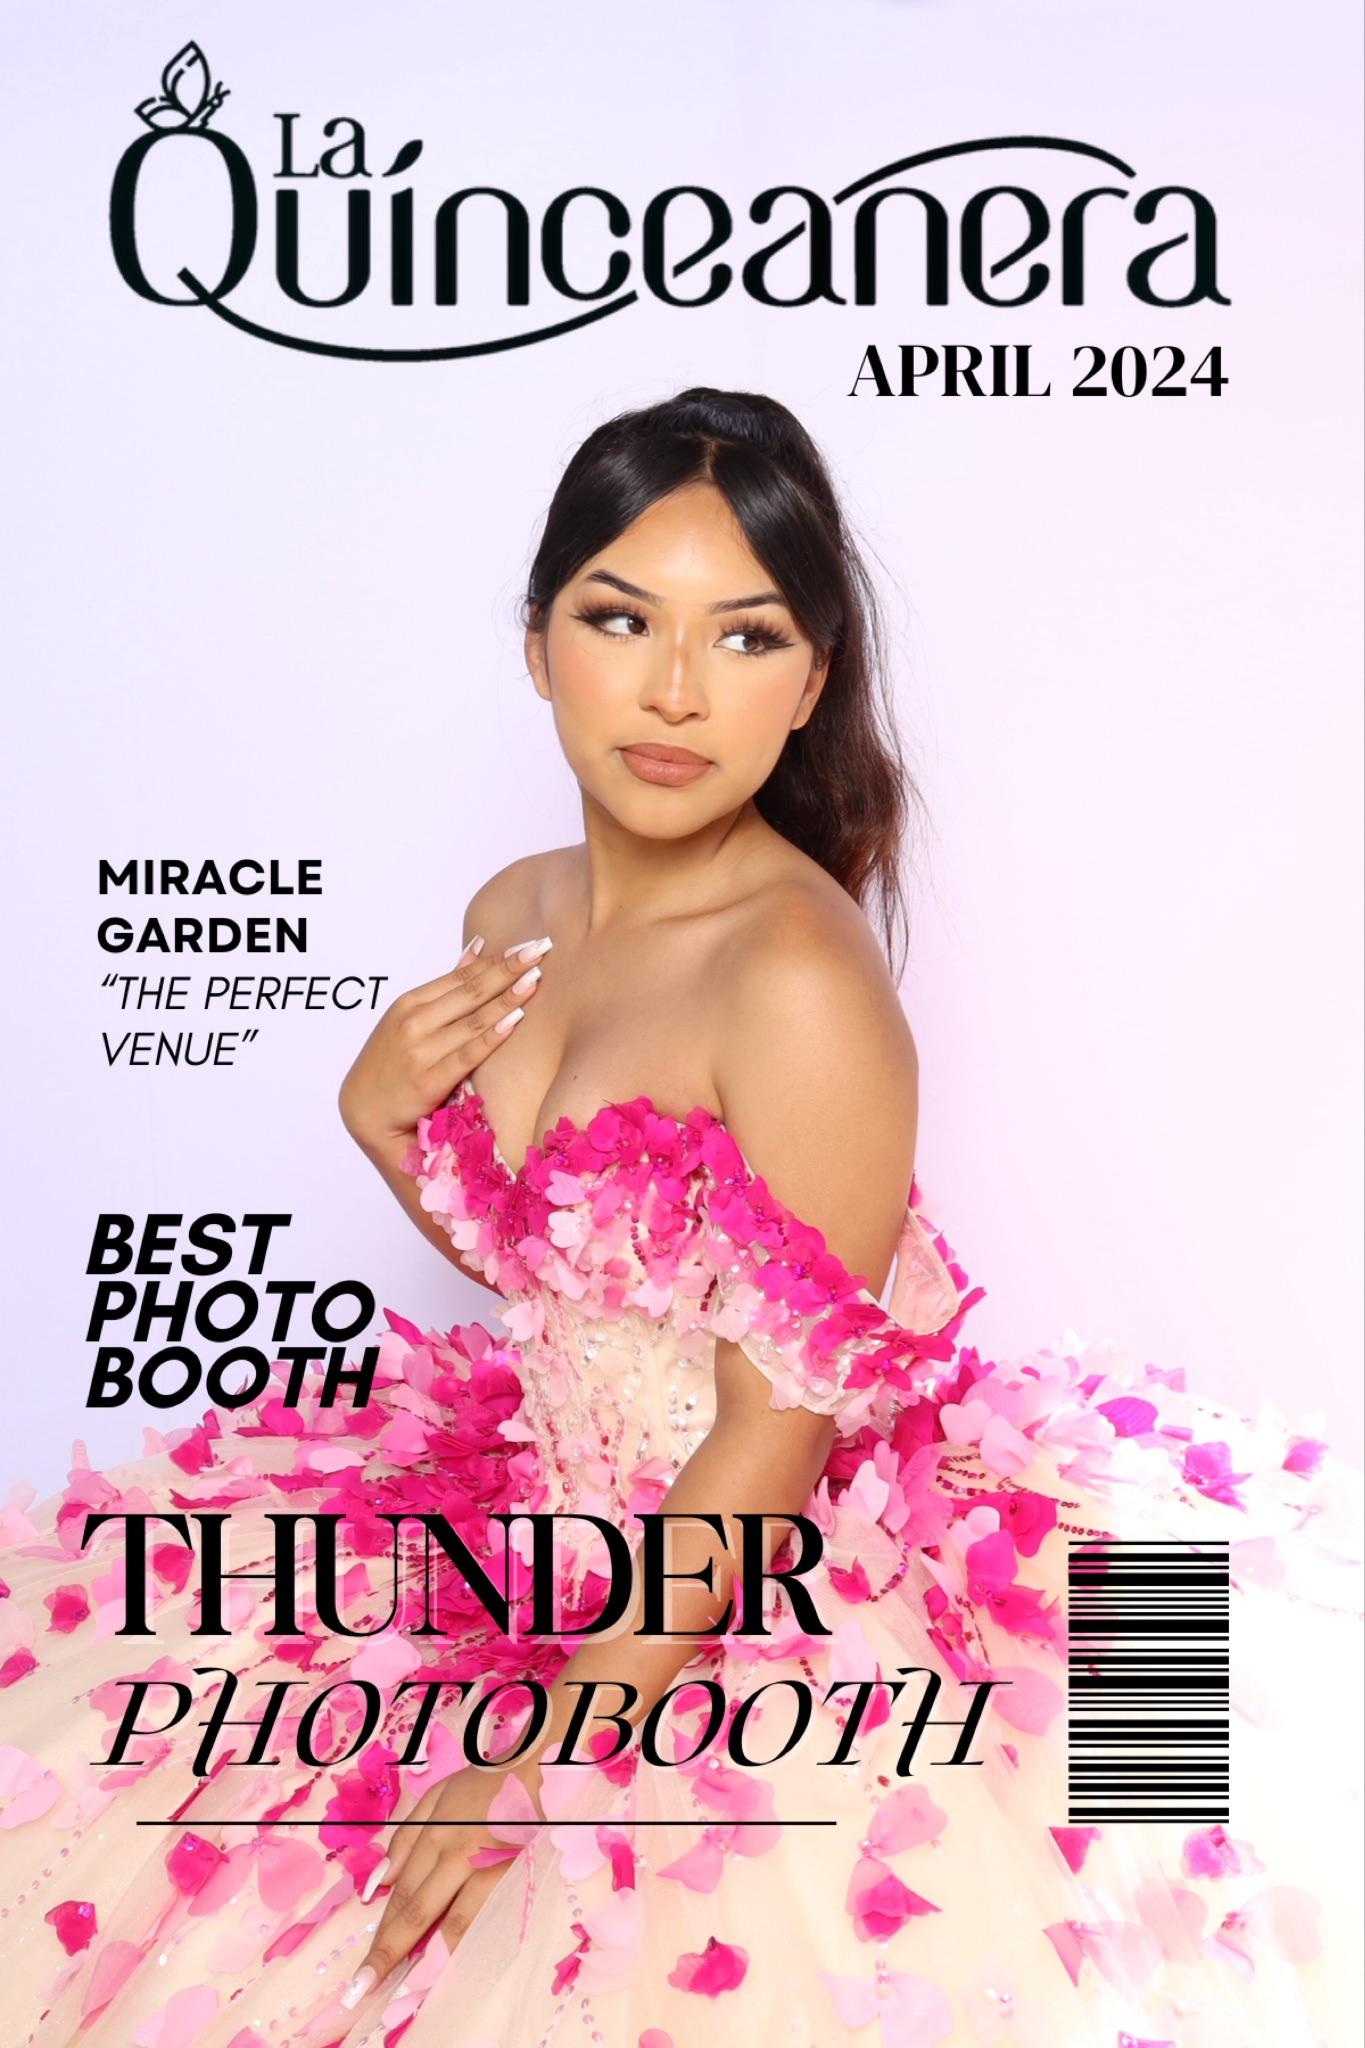 La
Quinceanera
APRIL 2024
MIRACLE
GARDEN
“THE PERFECT
VENUE”
BEST
PHOTO
BOOTH
THUNDER
PHOTOBOOTH